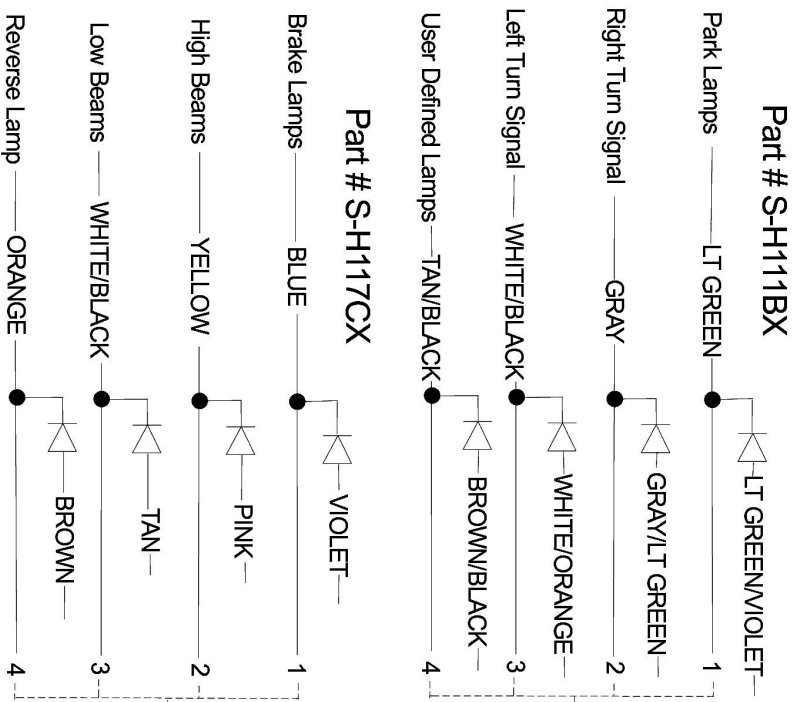 Part # S-H111BX
Park Lamps LT GREEN LT GREEN/VIOLET 1
Right Turn Signal GRAY GRAY/LT GREEN 2
Left Turn Signal WHITE/BLACK WHITE/ORANGE 3
User Defined Lamps TAN/BLACK BROWN/BLACK 4
Part # S-H117CX
Brake Lamps BLUE VIOLET 1
High Beams YELLOW PINK 2
Low Beams WHITE/BLACK TAN 3
Reverse Lamp ORANGE BROWN 4